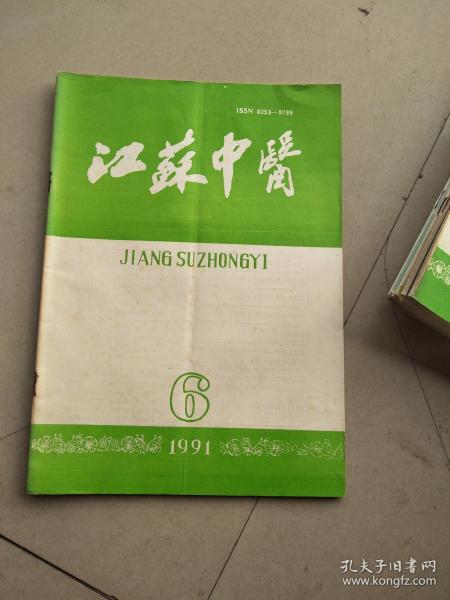 ISSN 0253—9799
江蘇中醫
JIANG SUZHONGYI
6
1991
孔夫子旧书网
www.kongfz.com